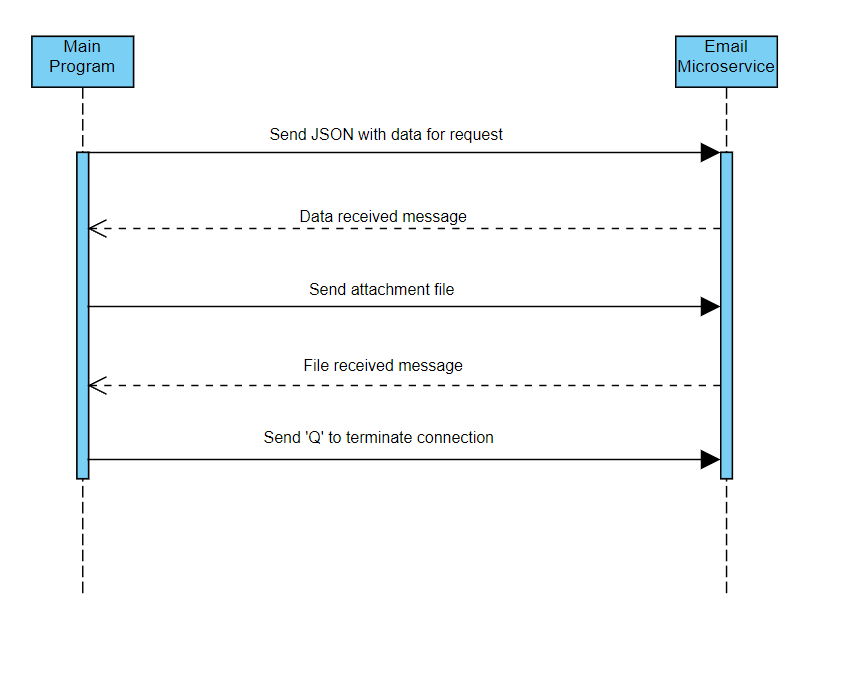 Main
Program
Email
Microservice
Send JSON with data for request
Data received message
Send attachment file
File received message
Send 'Q' to terminate connection